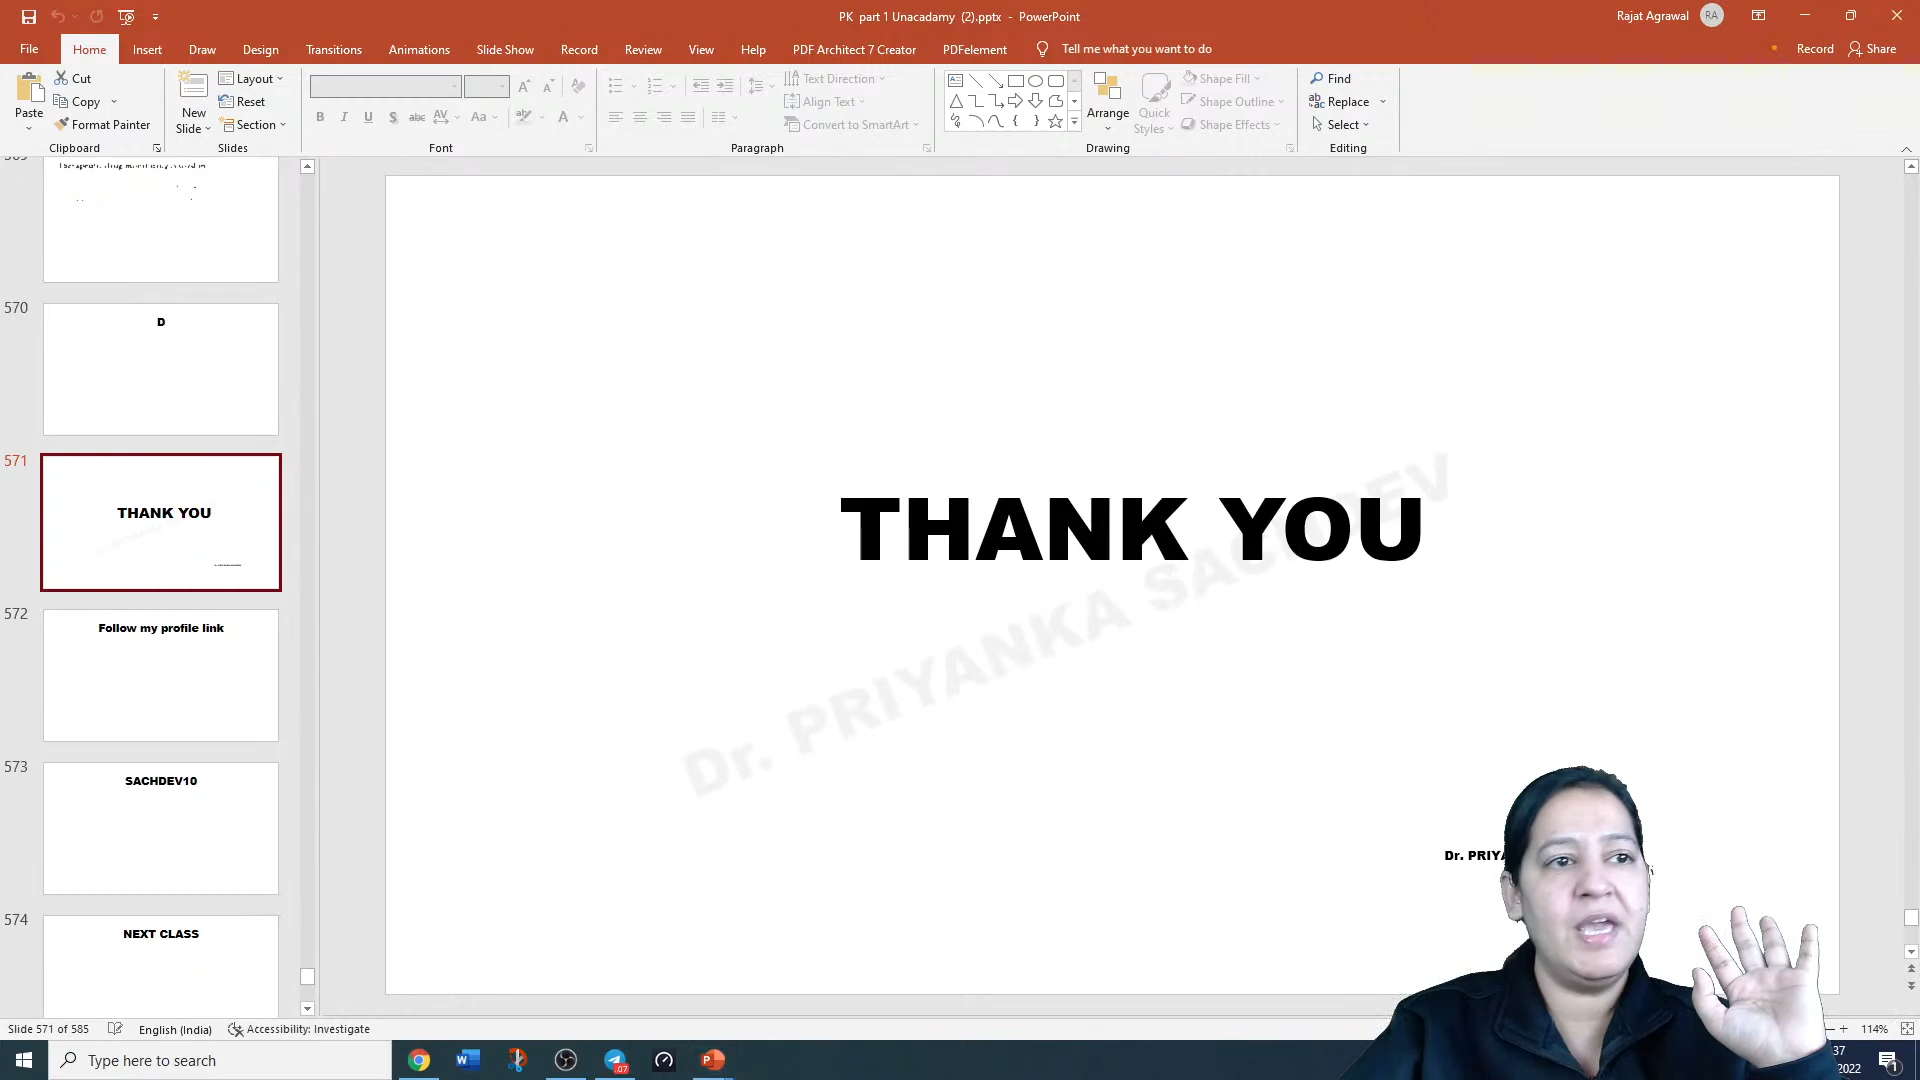 PK part 1 Unacadamy (2).pptx - PowerPoint
Rajat Agrawal
RA
File
Home
Insert
Draw
Design
Transitions
Animations
Slide Show
Record
Review
View
Help
PDF Architect 7 Creator
PDFelement
Tell me what you want to do
Record
Share
Paste
Cut
Copy
Format Painter
Clipboard
New Slide
Layout
Reset
Section
Slides
Font
Text Direction
Align Text
Convert to SmartArt
Paragraph
Arrange
Quick Styles
Shape Fill
Shape Outline
Shape Effects
Drawing
Find
Replace
Select
Editing
570
D
571
THANK YOU
572
Follow my profile link
573
SACHDEV10
574
NEXT CLASS
THANK YOU
Dr. PRIYANKA SACHDEV
Dr.
Slide 571 of 585
English (India)
Accessibility: Investigate
114%
Type here to search
37
2022